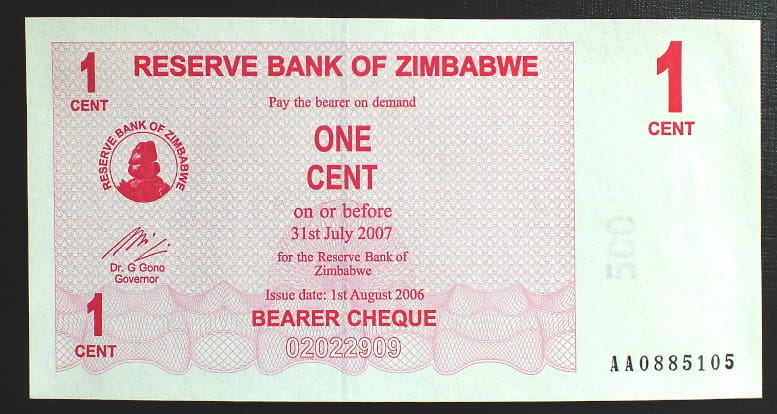 1
CENT
RESERVE BANK OF ZIMBABWE
1
CENT
Pay the bearer on demand
ONE
CENT
RESERVE BANK OF ZIMBABWE
on or before
31st July 2007
for the Reserve Bank of
Zimbabwe
Dr. G Gono
Governor
500
Issue date: 1st August 2006
1
CENT
BEARER CHEQUE
02022909
AA0885105